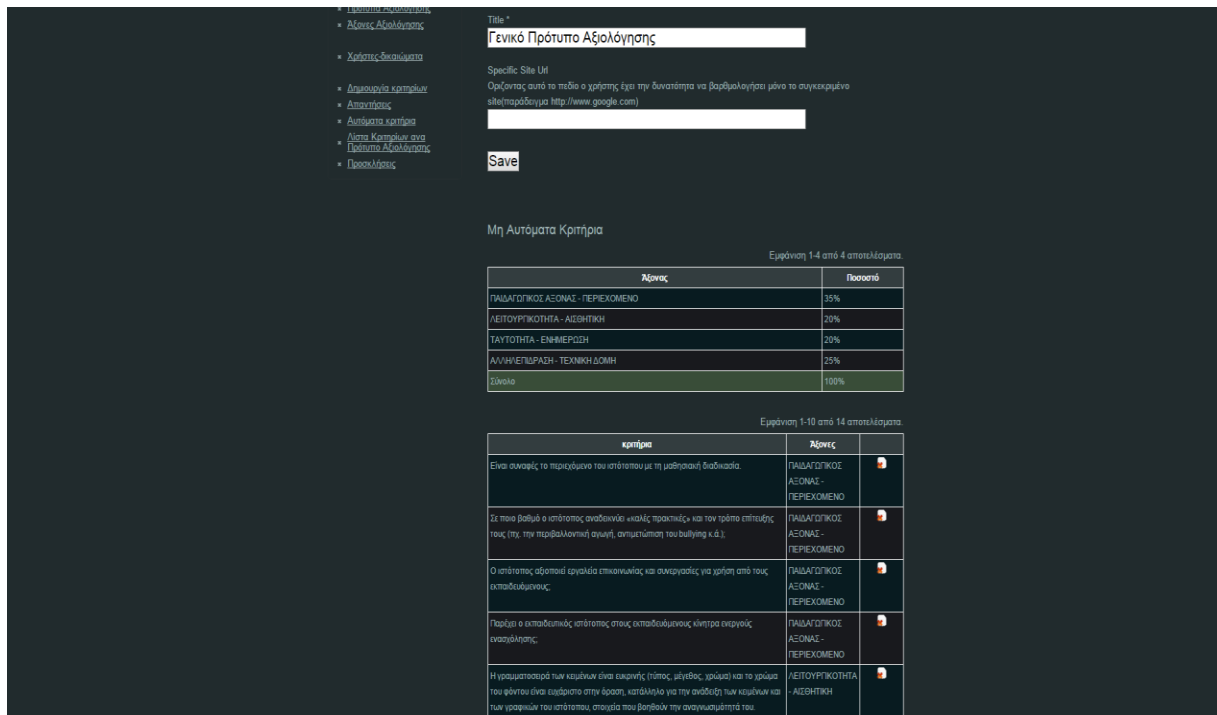 Πρότυπα Αξιολόγησης
Άξονες Αξιολόγησης
Χρήστες-δικαιώματα
Δημιουργία κριτηρίων
Απαντήσεις
Αυτόματα κριτήρια
Λίστα Κριτηρίων ανα
Πρότυπο Αξιολόγησης
Προσκλήσεις
Title *
Γενικό Πρότυπο Αξιολόγησης
Specific Site Url
Οριζοντας αυτό το πεδίο ο χρήστης έχει την δυνατότητα να βαρθμολογήσει μόνο το συγκεκριμένο
site(παράδειγμα http://www.google.com)
Save
Μη Αυτόματα Κριτήρια
Εμφάνιση 1-4 από 4 αποτελέσματα.
Άξονας Ποσοστό
ΠΑΙΔΑΓΩΓΙΚΟΣ ΑΞΟΝΑΣ - ΠΕΡΙΕΧΟΜΕΝΟ 35%
ΛΕΙΤΟΥΡΓΙΚΟΤΗΤΑ - ΑΙΣΘΗΤΙΚΗ 20%
ΤΑΥΤΟΤΗΤΑ - ΕΝΗΜΕΡΩΣΗ 20%
ΑΛΛΗΛΕΠΙΔΡΑΣΗ - ΤΕΧΝΙΚΗ ΔΟΜΗ 25%
Σύνολο 100%
Εμφάνιση 1-10 από 14 αποτελέσματα.
κριτήρια Άξονες
Είναι συναφές το περιεχόμενο του ιστότοπου με τη μαθησιακή διαδικασία.
ΠΑΙΔΑΓΩΓΙΚΟΣ
ΑΞΟΝΑΣ -
ΠΕΡΙΕΧΟΜΕΝΟ
Σε ποιο βαθμό ο ιστότοπος αναδεικνύει «καλές πρακτικές» και τον τρόπο επίτευξης
τους (πχ. την περιβαλλοντική αγωγή, αντιμετώπιση του bullying κ.ά.);
ΠΑΙΔΑΓΩΓΙΚΟΣ
ΑΞΟΝΑΣ -
ΠΕΡΙΕΧΟΜΕΝΟ
Ο ιστότοπος αξιοποιεί εργαλεία επικοινωνίας και συνεργασίες για χρήση από τους
εκπαιδευόμενους;
ΠΑΙΔΑΓΩΓΙΚΟΣ
ΑΞΟΝΑΣ -
ΠΕΡΙΕΧΟΜΕΝΟ
Παρέχει ο εκπαιδευτικός ιστότοπος στους εκπαιδευόμενους κίνητρα ενεργούς
ενασχόλησης;
ΠΑΙΔΑΓΩΓΙΚΟΣ
ΑΞΟΝΑΣ -
ΠΕΡΙΕΧΟΜΕΝΟ
Η γραμματοσειρά των κειμένων είναι ευκρινής (τύπος, μέγεθος, χρώμα) και το χρώμα
του φόντου είναι ευχάριστο στην όραση, κατάλληλο για την ανάδειξη των κειμένων και
των γραφικών του ιστότοπου, στοιχεία που βοηθούν την αναγνωσιμότητά του.
ΛΕΙΤΟΥΡΓΙΚΟΤΗΤΑ
- ΑΙΣΘΗΤΙΚΗ